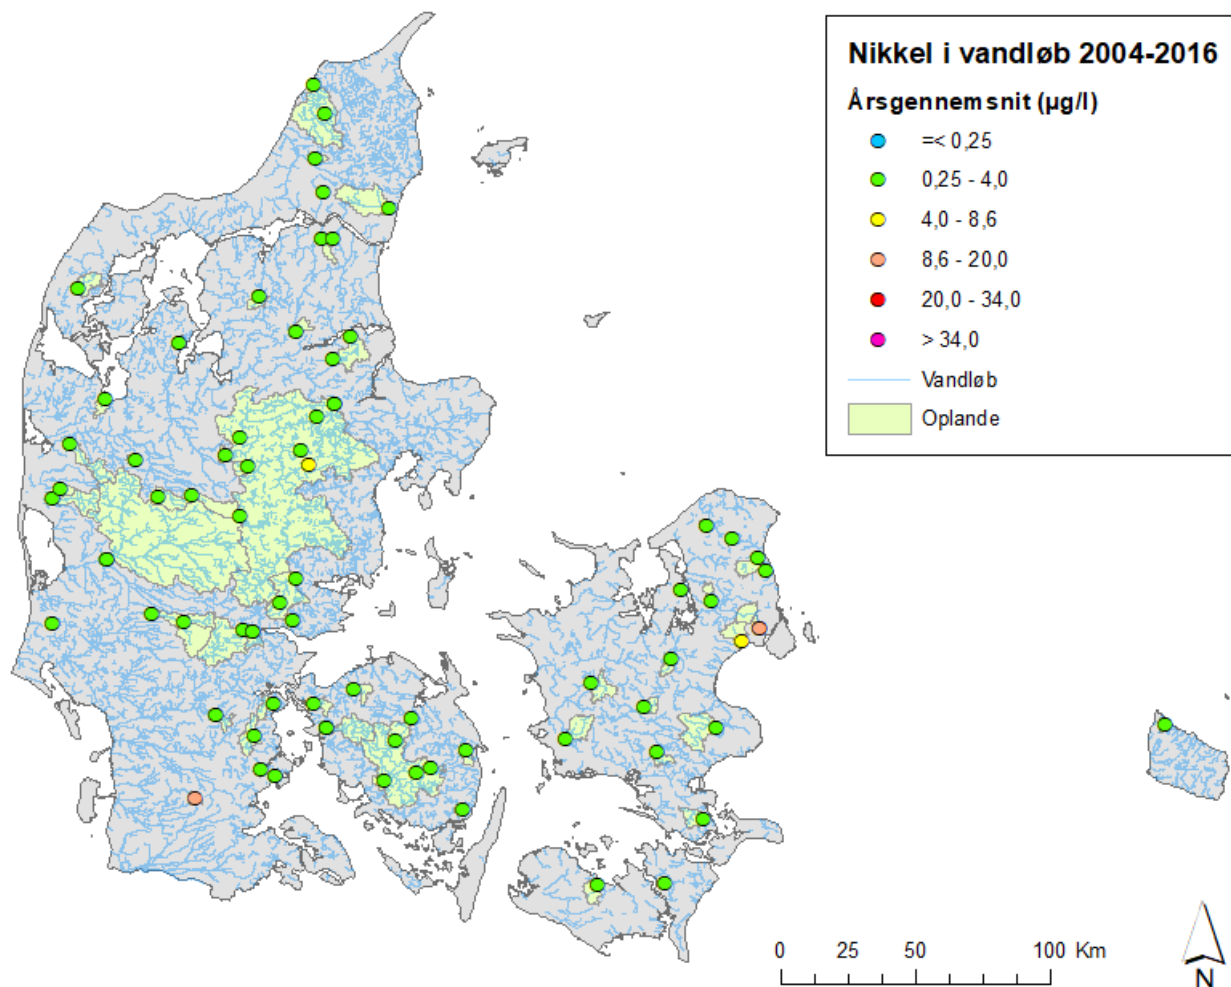 Nikkel i vandløb 2004-2016
Årsgennemsnit (µg/l)
=< 0,25
0,25 - 4,0
4,0 - 8,6
8,6 - 20,0
20,0 - 34,0
> 34,0
Vandløb
Oplande
0 25 50 100 Km
N